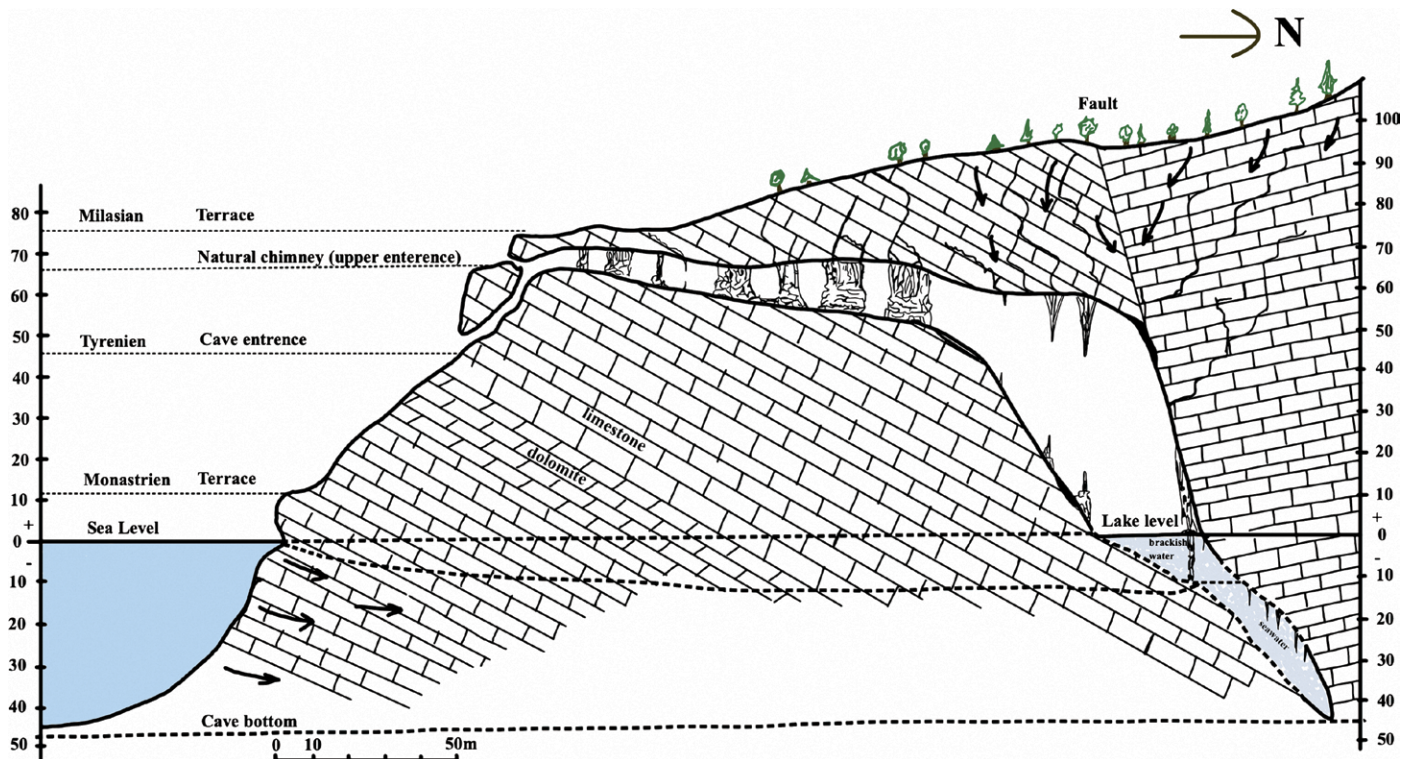 N
Fault
100
90
80
70
60
50
40
30
20
10
+
0
-
10
20
30
40
50
80
70
60
50
40
30
20
10
+
0
-
10
20
30
40
50
Milasian Terrace
Natural chimney (upper enterence)
Tyrenien Cave entrence
Monastrien Terrace
Sea Level
limestone
dolomite
Lake level
brackish
water
seawater
Cave bottom
0 10 50m